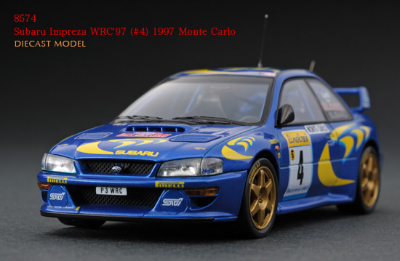 8574
Subaru Impreza WRC'97 (#4) 1997 Monte Carlo
DIECAST MODEL
SUBARU
PIRELLI
P3 WRC
PIRELLI
4